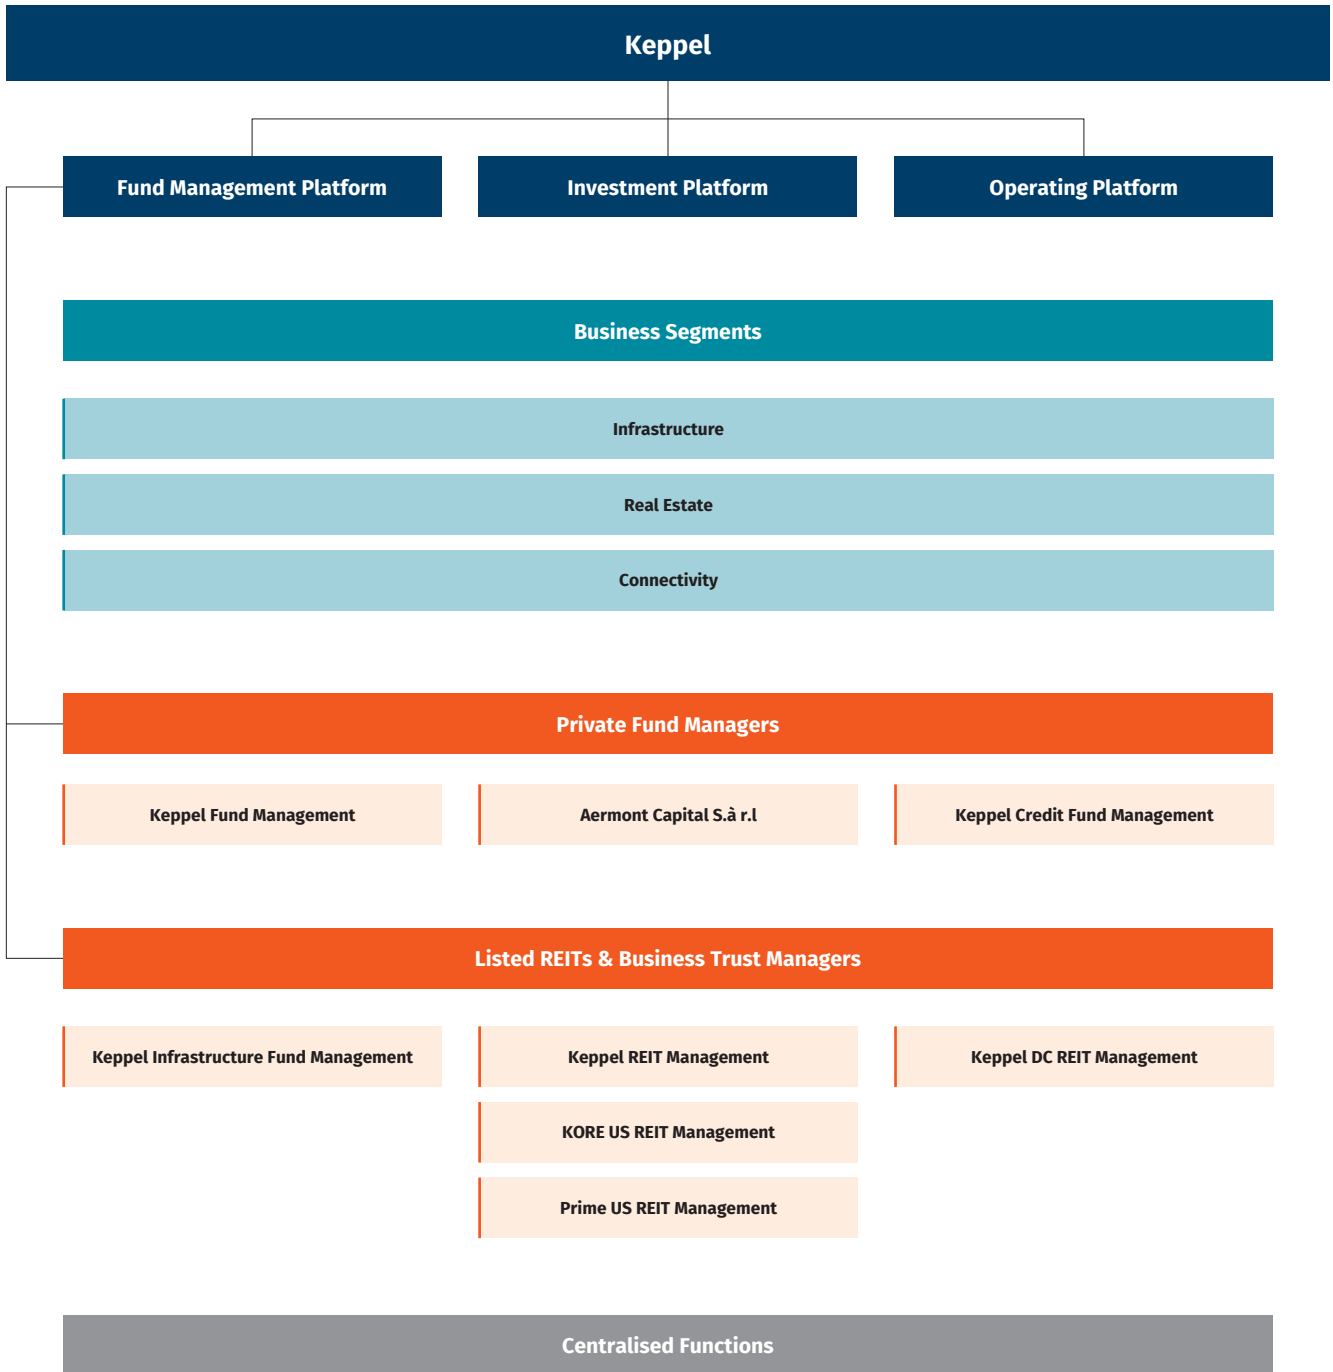 Keppel
Fund Management Platform
Investment Platform
Operating Platform
Business Segments
Infrastructure
Real Estate
Connectivity
Private Fund Managers
Keppel Fund Management
Aermont Capital S.à r.l
Keppel Credit Fund Management
Listed REITs & Business Trust Managers
Keppel Infrastructure Fund Management
Keppel REIT Management
Keppel DC REIT Management
KORE US REIT Management
Prime US REIT Management
Centralised Functions